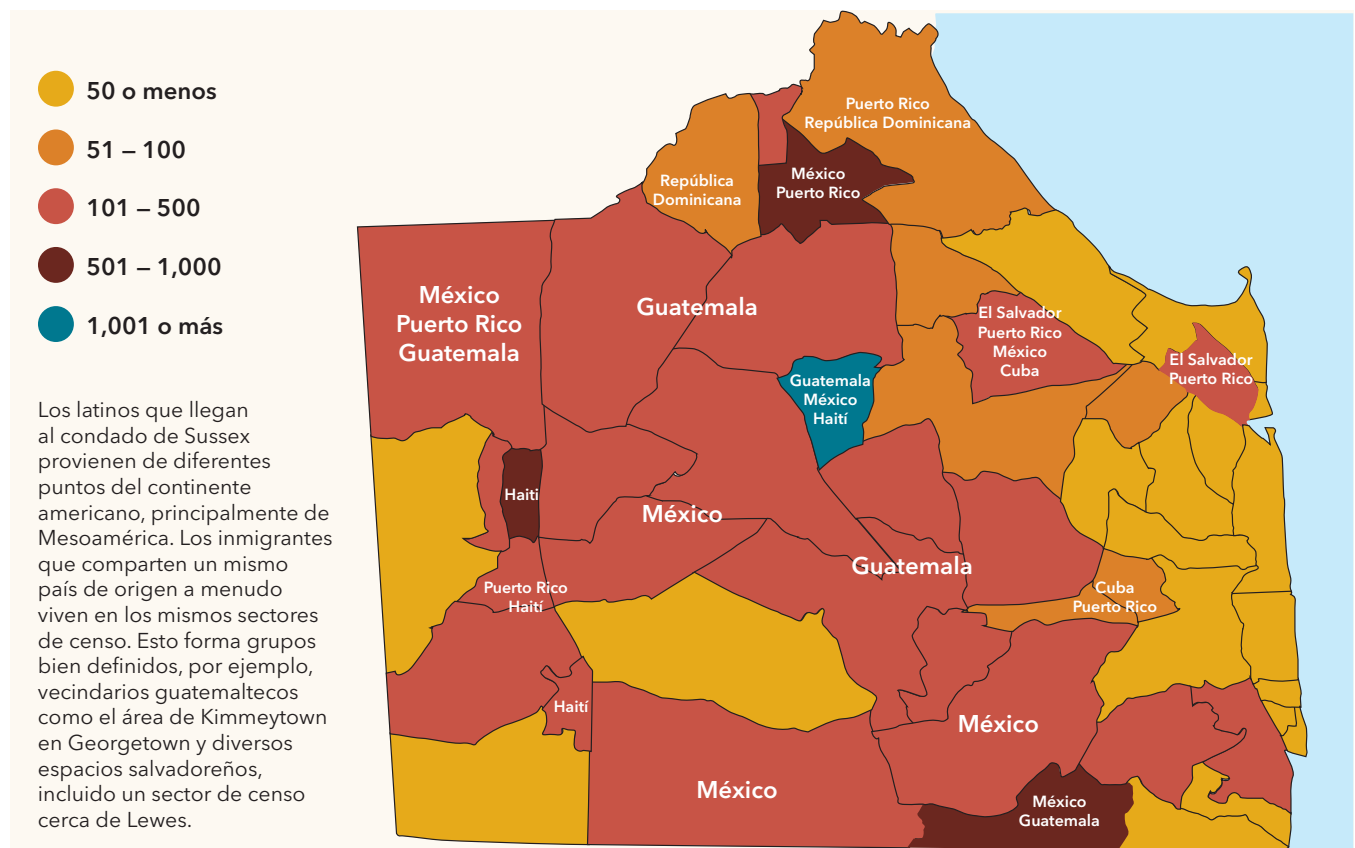 50 o menos
51 – 100
101 – 500
501 – 1,000
1,001 o más
Los latinos que llegan
al condado de Sussex
provienen de diferentes
puntos del continente
americano, principalmente de
Mesoamérica. Los inmigrantes
que comparten un mismo
país de origen a menudo
viven en los mismos sectores
de censo. Esto forma grupos
bien definidos, por ejemplo,
vecindarios guatemaltecos
como el área de Kimmeytown
en Georgetown y diversos
espacios salvadoreños,
incluido un sector de censo
cerca de Lewes.
Puerto Rico
República Dominicana
República
Dominicana
México
Puerto Rico
México
Puerto Rico
Guatemala
Guatemala
El Salvador
Puerto Rico
México
Cuba
El Salvador
Puerto Rico
Guatemala
México
Haití
Haiti
México
Guatemala
Puerto Rico
Haití
Cuba
Puerto Rico
Haití
México
México
México
Guatemala